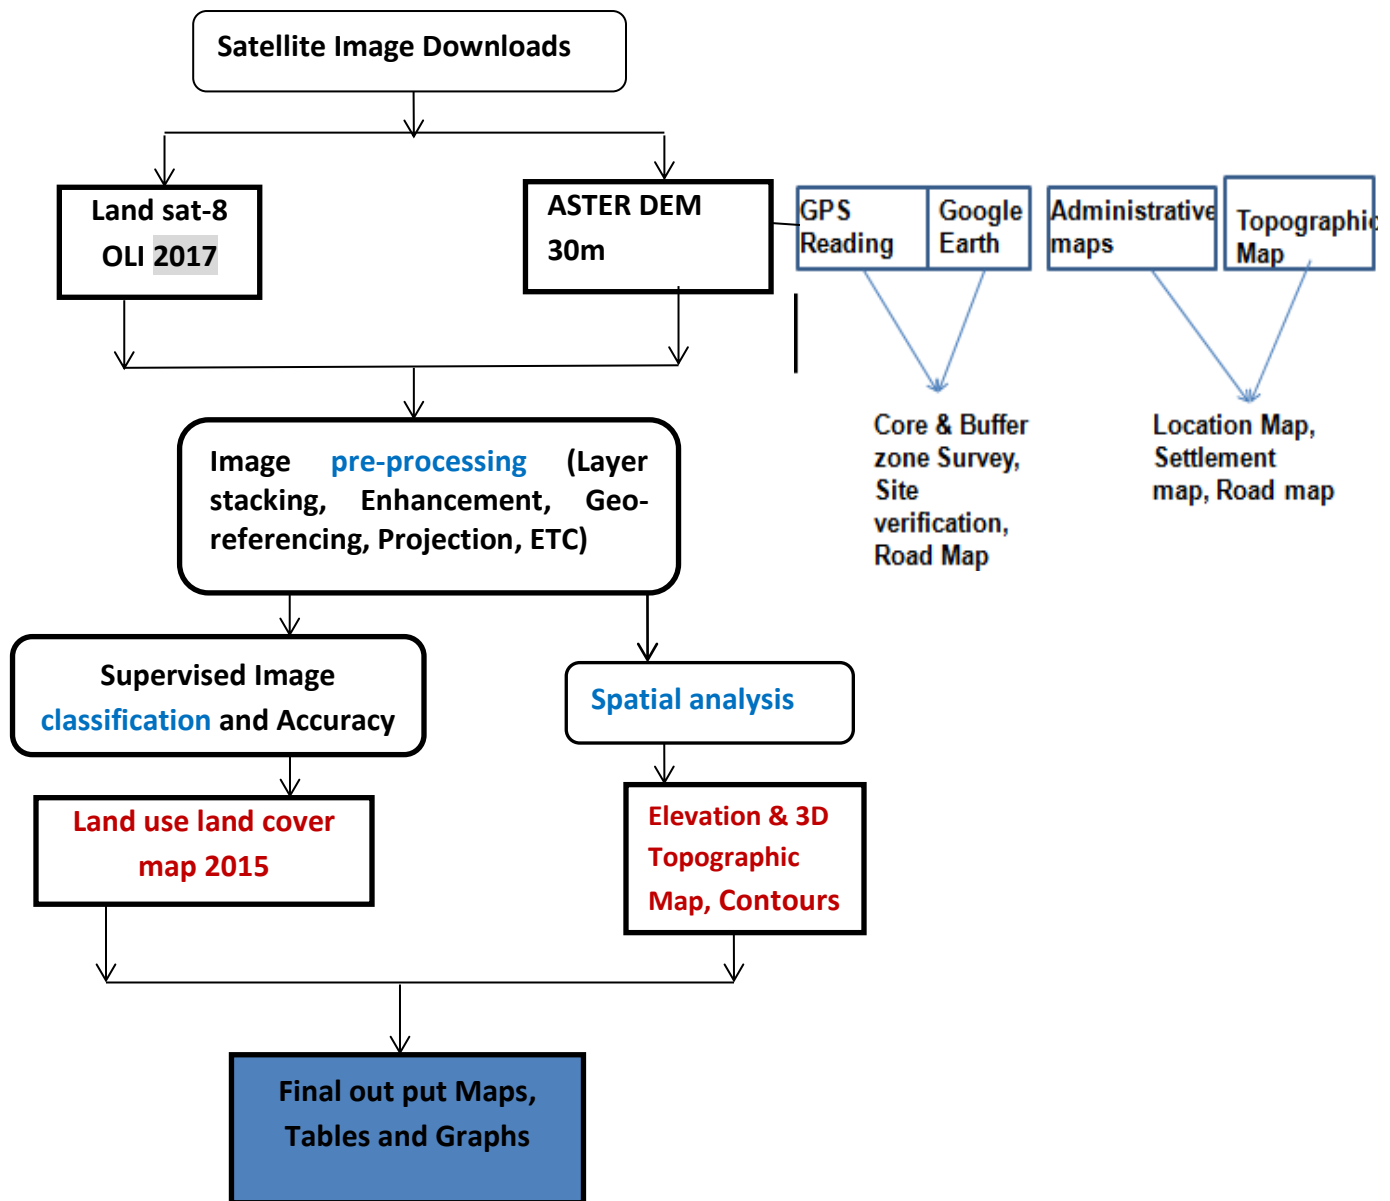 Satellite Image Downloads
Land sat-8
OLI 2017
ASTER DEM
30m
GPS
Reading
Google
Earth
Administrative
maps
Topographic
Map
Core & Buffer
zone Survey,
Site
verification,
Road Map
Location Map,
Settlement
map, Road map
Image pre-processing (Layer
stacking, Enhancement, Geo-
referencing, Projection, ETC)
Supervised Image
classification and Accuracy
Spatial analysis
Land use land cover
map 2015
Elevation & 3D
Topographic
Map, Contours
Final out put Maps,
Tables and Graphs